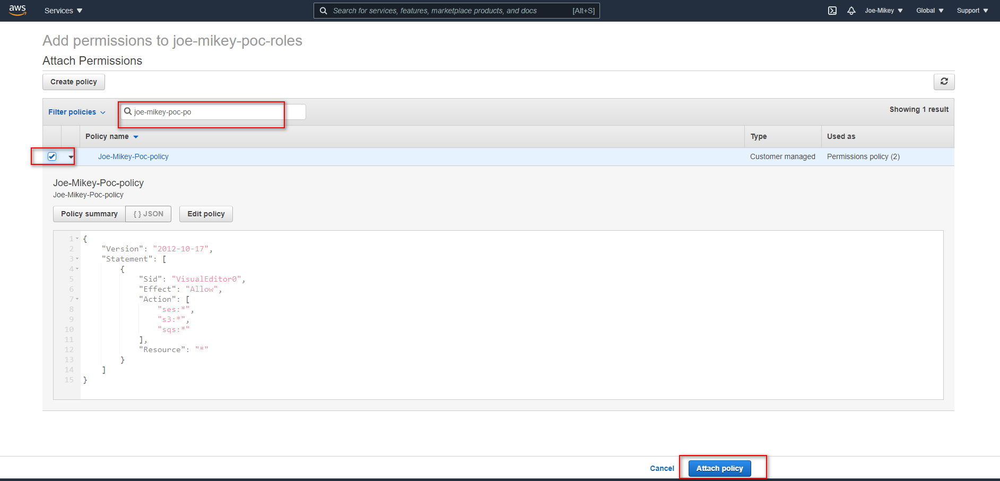 aws Services Search for services, features, marketplace products, and docs [Alt+S] Joe-Mikey Global Support
Add permissions to joe-mikey-poc-roles
Attach Permissions
Create policy
Filter policies joe-mikey-poc-po Showing 1 result
Policy name Type Used as
Joe-Mikey-Poc-policy Customer managed Permissions policy (2)
Joe-Mikey-Poc-policy
Joe-Mikey-Poc-policy
Policy summary { } JSON Edit policy
1 {
2 "Version": "2012-10-17",
3 "Statement": [
4 {
5 "Sid": "VisualEditor0",
6 "Effect": "Allow",
7 "Action": [
8 "ses:*",
9 "s3:*",
10 "sqs:*"
11 ],
12 "Resource": "*"
13 }
14 ]
15 }
Cancel Attach policy